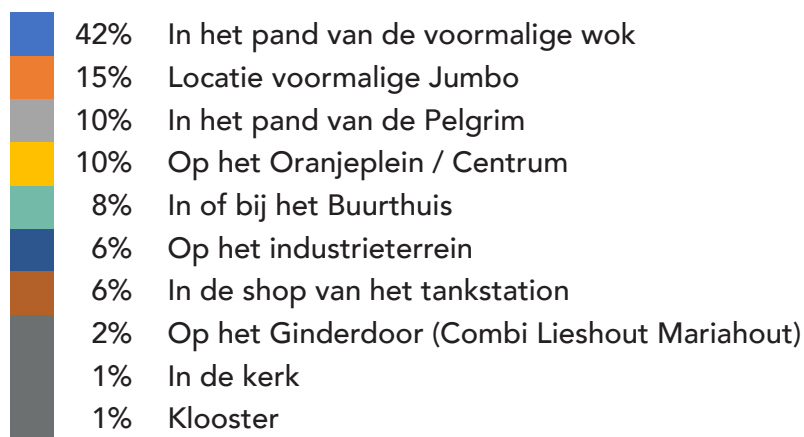 42% In het pand van de voormalige wok
15% Locatie voormalige Jumbo
10% In het pand van de Pelgrim
10% Op het Oranjeplein / Centrum
8% In of bij het Buurthuis
6% Op het industrieterrein
6% In de shop van het tankstation
2% Op het Ginderdoor (Combi Lieshout Mariahout)
1% In de kerk
1% Klooster